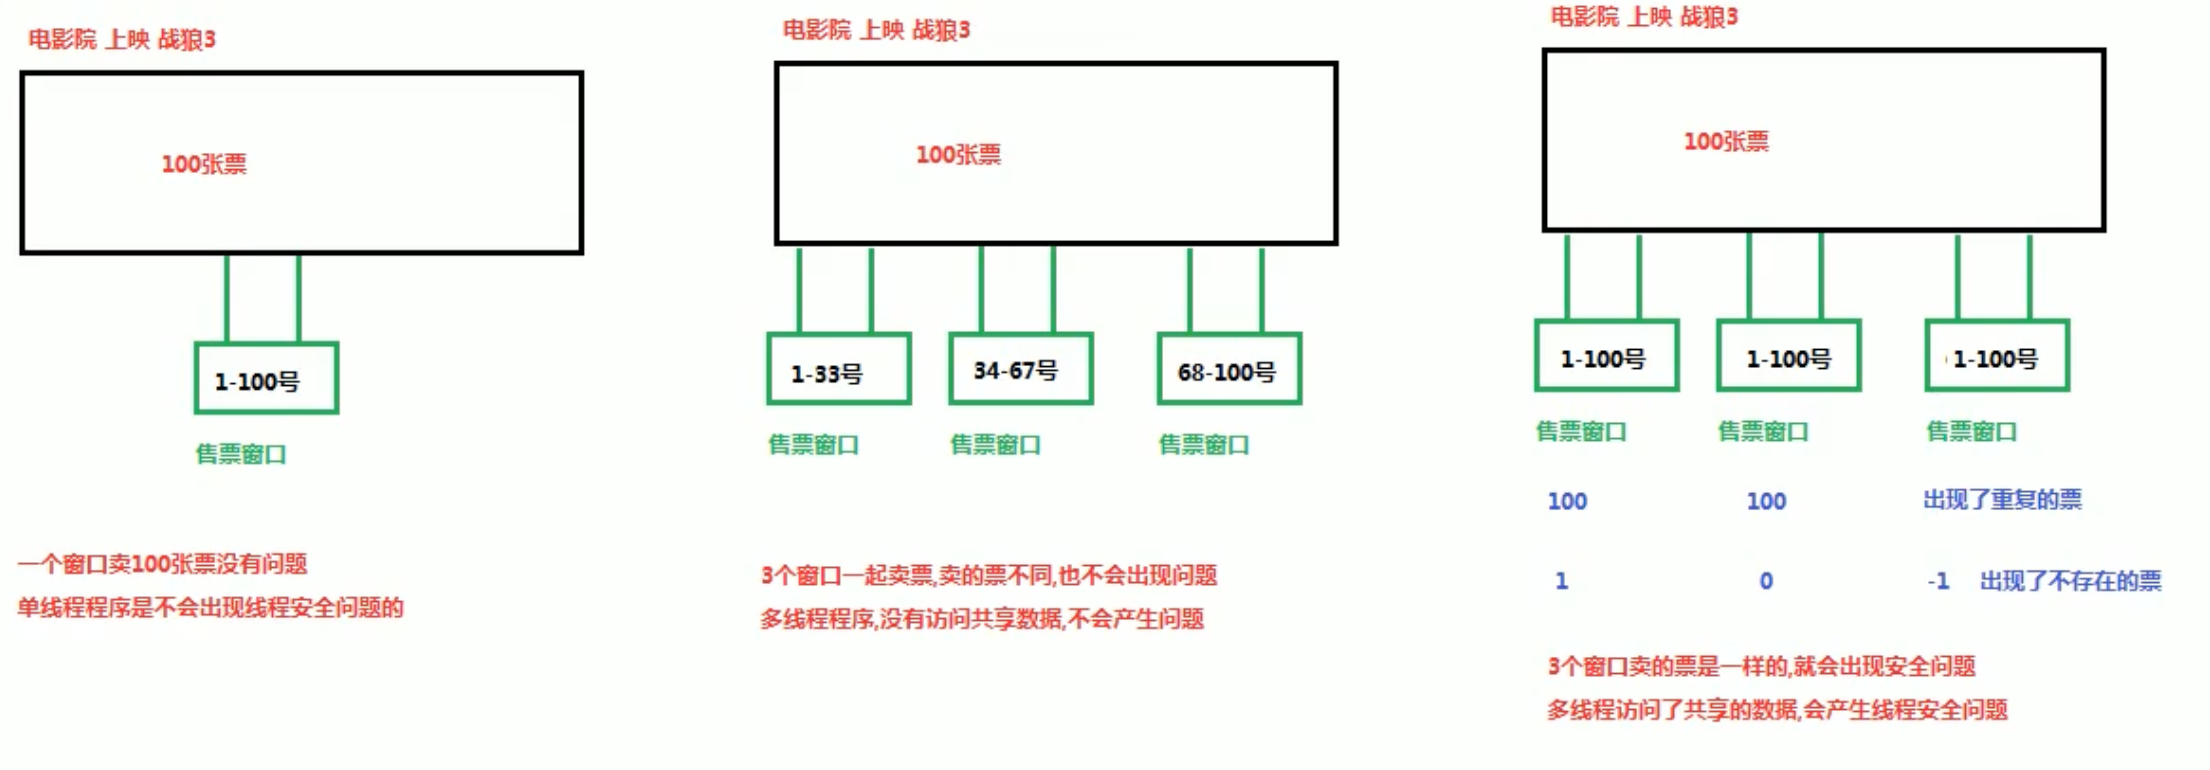 电影院 上映 战狼3
100张票
1-100号
售票窗口
一个窗口卖100张票没有问题
单线程程序是不会出现线程安全问题的
电影院 上映 战狼3
100张票
1-33号 34-67号 68-100号
售票窗口 售票窗口 售票窗口
3个窗口一起卖票,卖的票不同,也不会出现问题
多线程程序,没有访问共享数据,不会产生问题
电影院 上映 战狼3
100张票
1-100号 1-100号 1-100号
售票窗口 售票窗口 售票窗口
100 100 出现了重复的票
1 0 -1 出现了不存在的票
3个窗口卖的票是一样的,就会出现安全问题
多线程访问了共享的数据,会产生线程安全问题